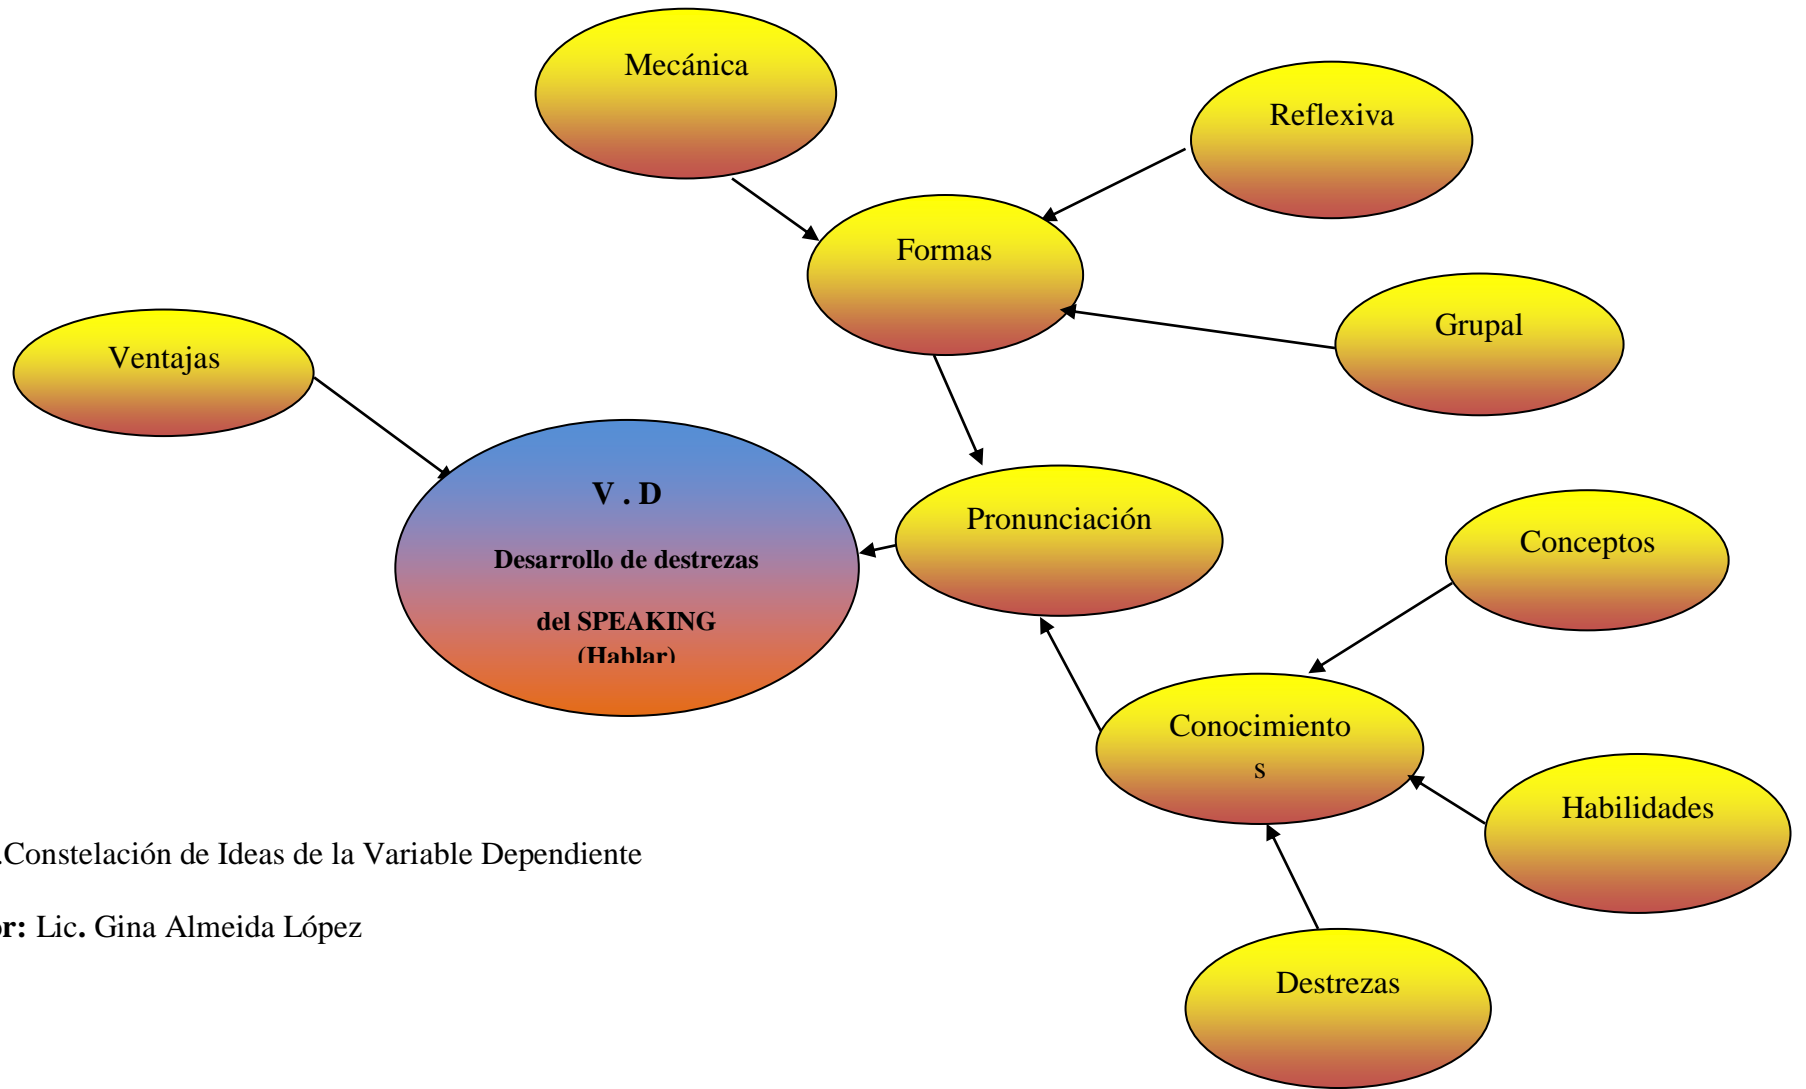 Mecánica
Reflexiva
Formas
Grupal
Ventajas
V . D
Desarrollo de destrezas
del SPEAKING
(Hablar)
Pronunciación
Conceptos
Conocimiento
s
Habilidades
Destrezas
.Constelación de Ideas de la Variable Dependiente
or: Lic. Gina Almeida López